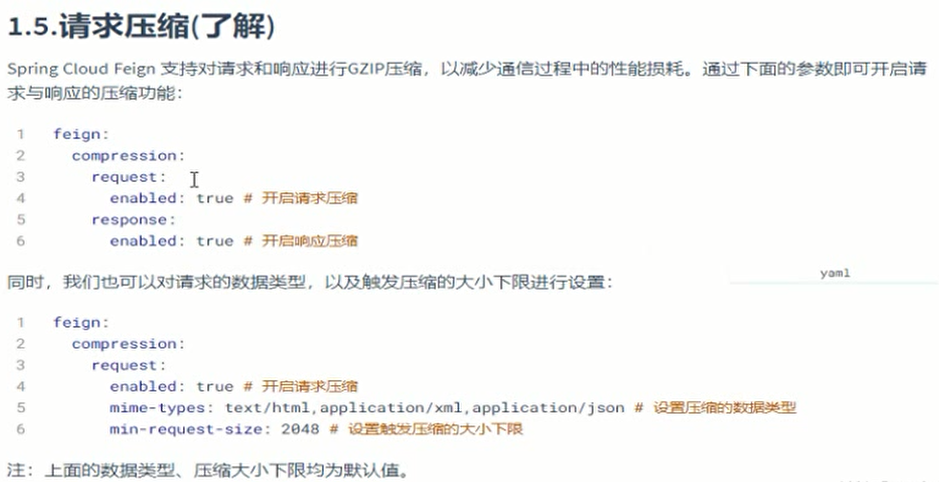 1.5.请求压缩(了解)
Spring Cloud Feign 支持对请求和响应进行GZIP压缩，以减少通信过程中的性能损耗。通过下面的参数即可开启请
求与响应的压缩功能：
1 feign:
2 compression:
3 request:
4 enabled: true # 开启请求压缩
5 response:
6 enabled: true # 开启响应压缩
同时，我们也可以对请求的数据类型，以及触发压缩的大小下限进行设置：
yaml
1 feign:
2 compression:
3 request:
4 enabled: true # 开启请求压缩
5 mime-types: text/html,application/xml,application/json # 设置压缩的数据类型
6 min-request-size: 2048 # 设置触发压缩的大小下限
注：上面的数据类型、压缩大小下限均为默认值。